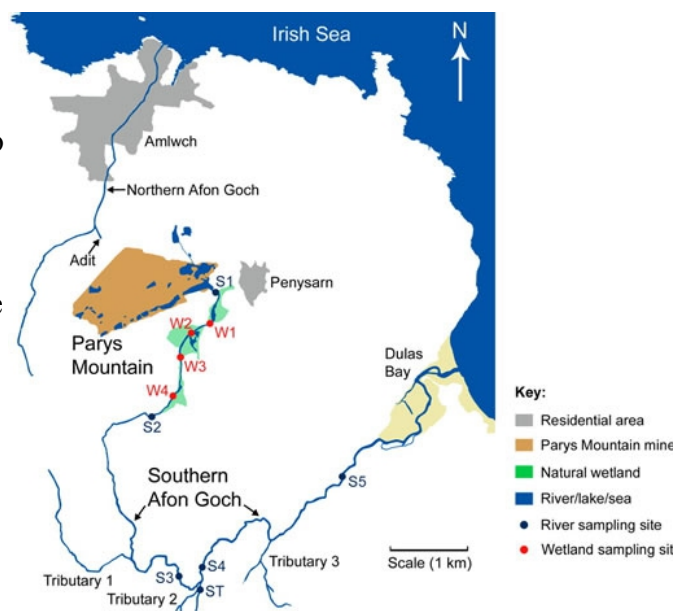 Irish Sea
N
Amlwch
Northern Afon Goch
Adit
S1
Penysarn
W2
W1
Parys
Mountain
W3
Dulas
Bay
W4
S2
Key:
Residential area
Parys Mountain mine
Natural wetland
River/lake/sea
River sampling site
Wetland sampling sit
Southern
Afon Goch
S5
Tributary 1
S3
S4
Tributary 3
Scale (1 km)
Tributary 2
ST